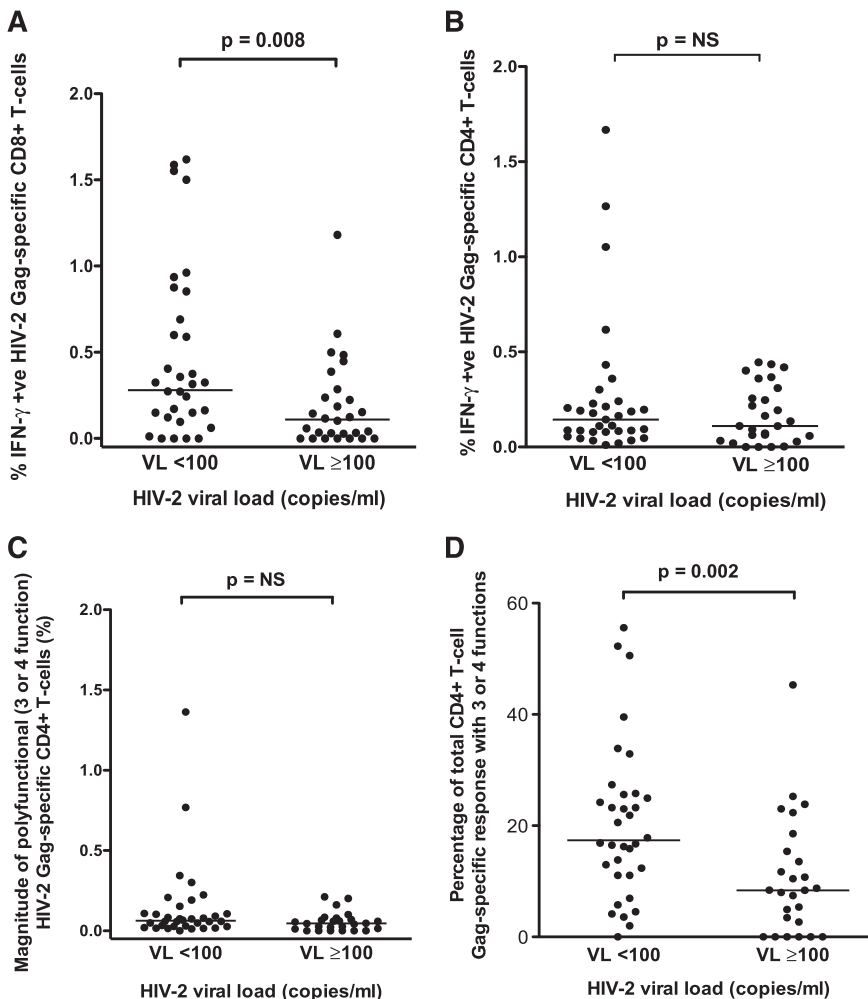 A
p = 0.008
% IFN-γ +ve HIV-2 Gag-specific CD8+ T-cells
2.0
1.5
1.0
0.5
0.0
VL <100
VL ≥100
HIV-2 viral load (copies/ml)
B
p = NS
% IFN-γ +ve HIV-2 Gag-specific CD4+ T-cells
2.0
1.5
1.0
0.5
0.0
VL <100
VL ≥100
HIV-2 viral load (copies/ml)
C
p = NS
Magnitude of polyfunctional (3 or 4 function)
HIV-2 Gag-specific CD4+ T-cells (%)
2.0
1.5
1.0
0.5
0.0
VL <100
VL ≥100
HIV-2 viral load (copies/ml)
D
p = 0.002
Percentage of total CD4+ T-cell
Gag-specific response with 3 or 4 functions
60
40
20
0
VL <100
VL ≥100
HIV-2 viral load (copies/ml)